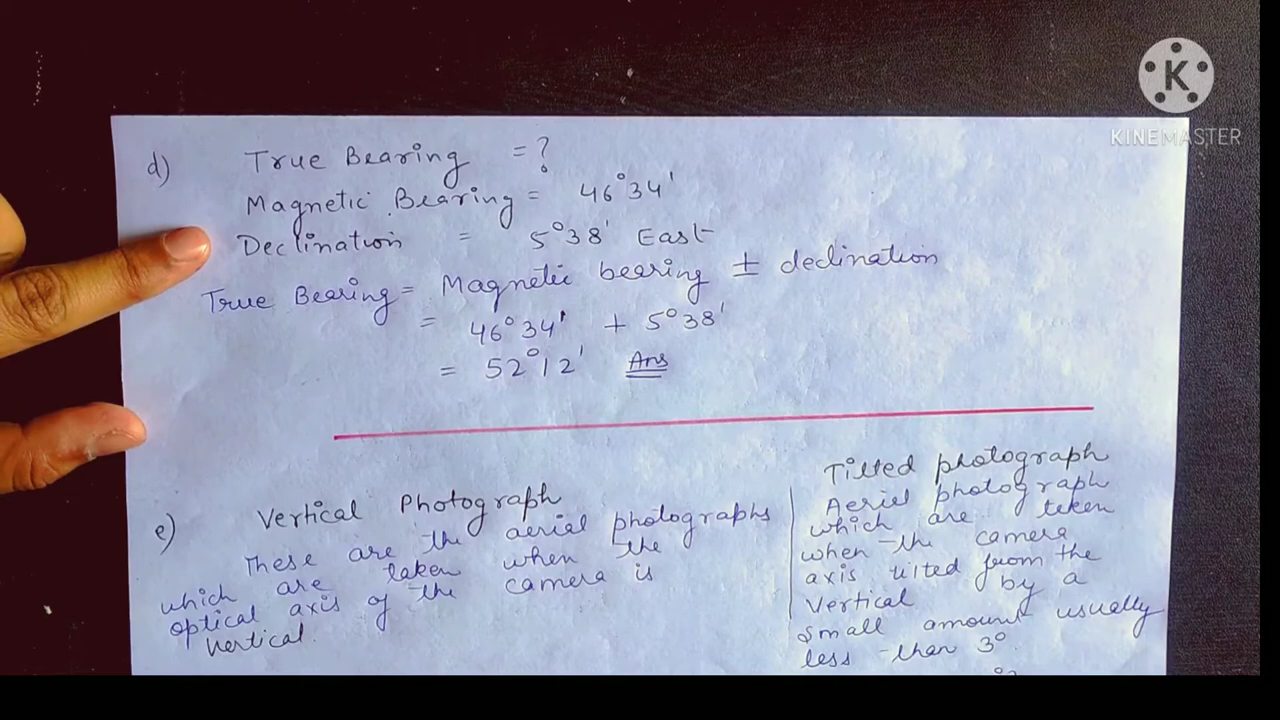 KINEMASTER
d) True Bearing = ?
Magnetic Bearing = 46°34'
Declination = 5°38' East
True Bearing = Magnetic bearing ± declination
= 46°34' + 5°38'
= 52°12' Ans
e) Vertical Photograph
These are the aerial photographs
which are taken when the
optical axis of the camera is
vertical.
Tilted photograph
Aerial photograph
which are taken
when the camera
axis tilted from the
Vertical by a
small amount usually
less than 3°